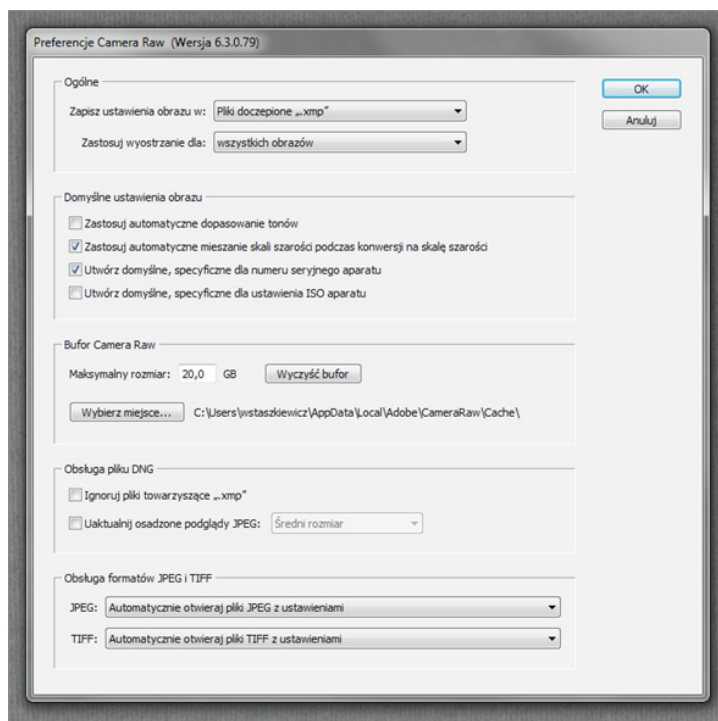 Preferencje Camera Raw (Wersja 6.3.0.79)
Ogólne
Zapisz ustawienia obrazu w: Pliki doczepione „.xmp”
Zastosuj wyostrzanie dla: wszystkich obrazów
OK
Anuluj
Domyślne ustawienia obrazu
Zastosuj automatyczne dopasowanie tonów
Zastosuj automatyczne mieszanie skali szarości podczas konwersji na skalę szarości
Utwórz domyślne, specyficzne dla numeru seryjnego aparatu
Utwórz domyślne, specyficzne dla ustawienia ISO aparatu
Bufor Camera Raw
Maksymalny rozmiar: 20,0 GB Wyczyść bufor
Wybierz miejsce... C:\Users\wstaszkiewicz\AppData\Local\Adobe\CameraRaw\Cache\
Obsługa pliku DNG
Ignoruj pliki towarzyszące „.xmp”
Uaktualnij osadzone podglądy JPEG: Średni rozmiar
Obsługa formatów JPEG i TIFF
JPEG: Automatycznie otwieraj pliki JPEG z ustawieniami
TIFF: Automatycznie otwieraj pliki TIFF z ustawieniami